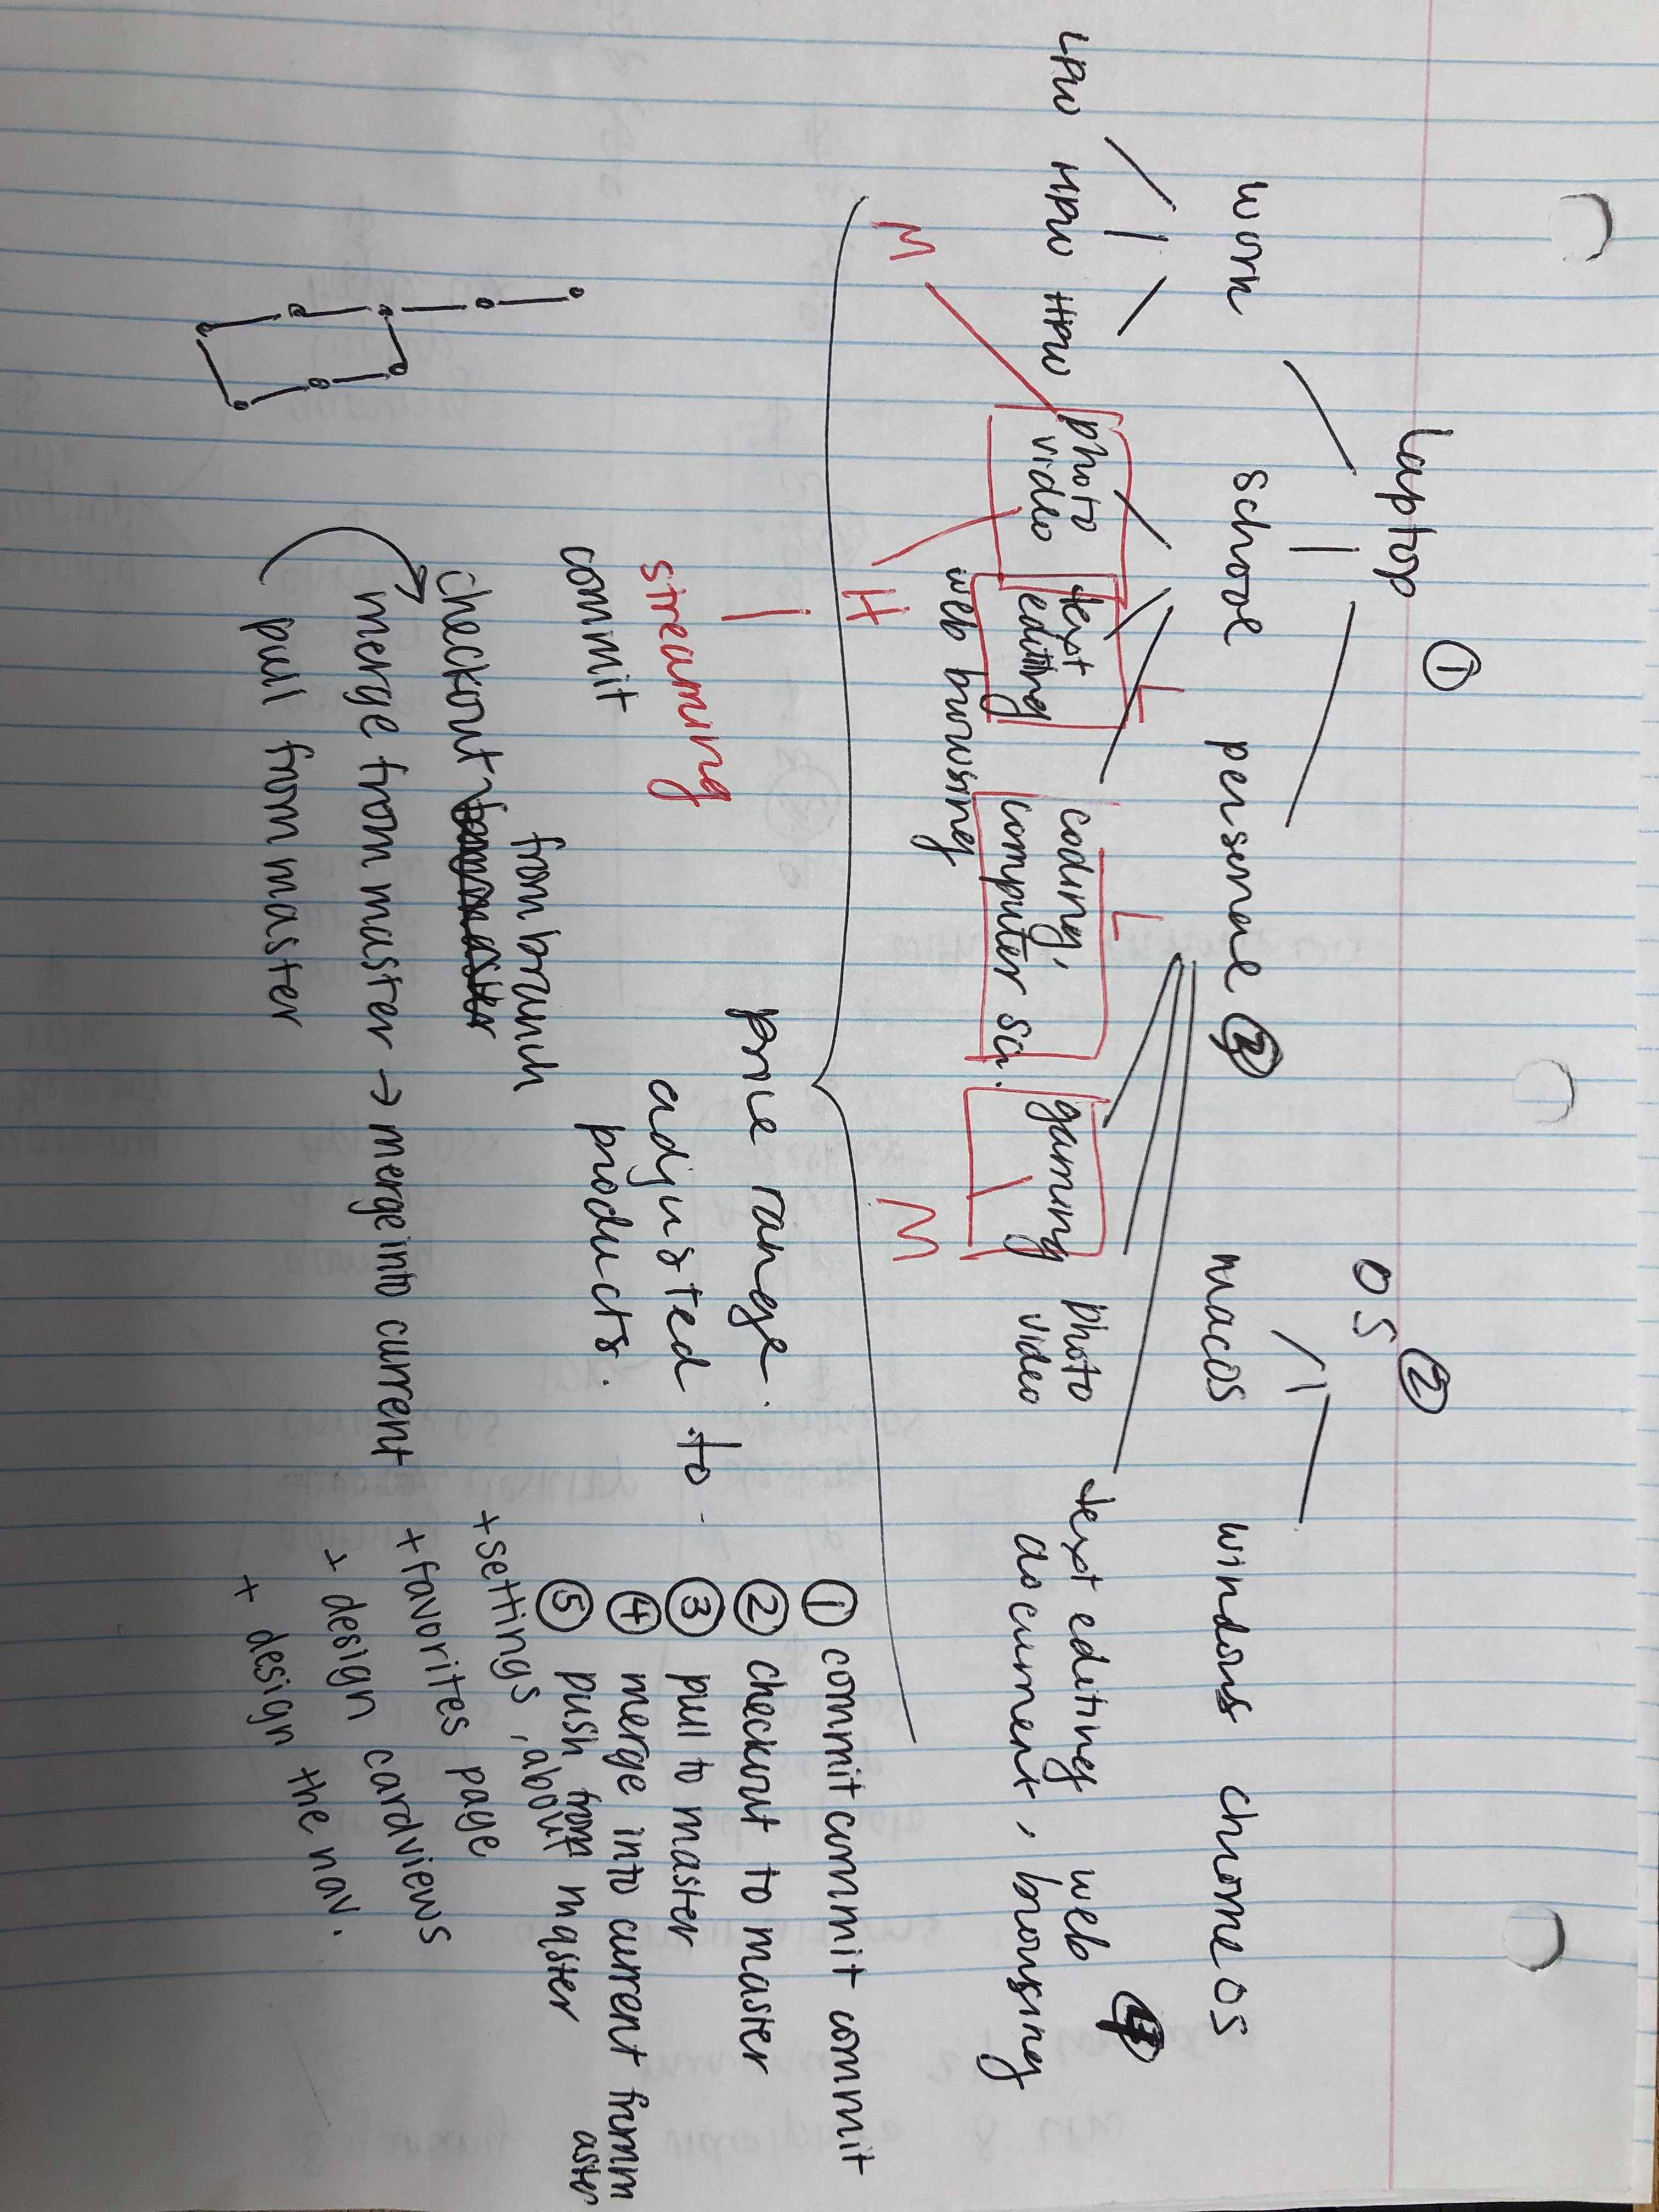 laptop ①
OS ②
work school personal ③
macOS windows chrome OS
④
L
L
LPW MPW HPW
photo
video
text
editing
web browsing
coding,
computer sci.
gaming
photo
video
text editing web
document, browsing
M
H
M
streaming
commit
price range.
adjusted to
products.
① commit commit commit
② checkout to master
③ pull to master
④ merge into current from m
aster
⑤ push from master
+ settings, about
+ favorites page
+ design cardviews
+ design the nav.
from branch
checkout from master
merge from master → merge into current
pull from master